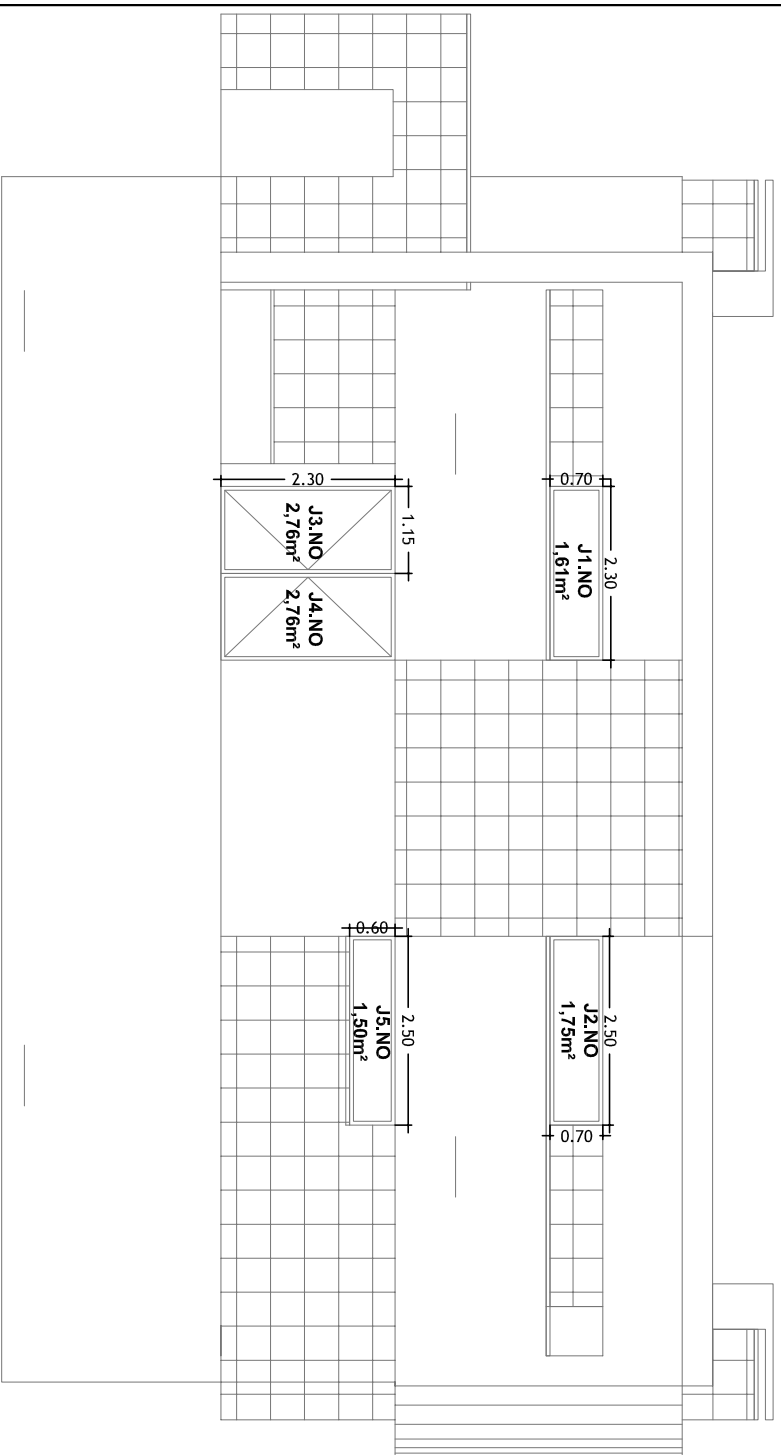 0.70
2.30
J1.NO
1,61m²
2.30
1.15
J3.NO
2,76m²
J4.NO
2,76m²
2.50
J2.NO
1,75m²
0.70
0.60
2.50
J5.NO
1,50m²